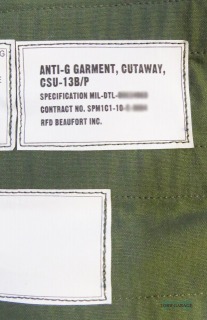 ANTI-G GARMENT, CUTAWAY,
CSU-13B/P
SPECIFICATION MIL-DTL-
CONTRACT NO. SPM1C1-10-
RFD BEAUFORT INC.